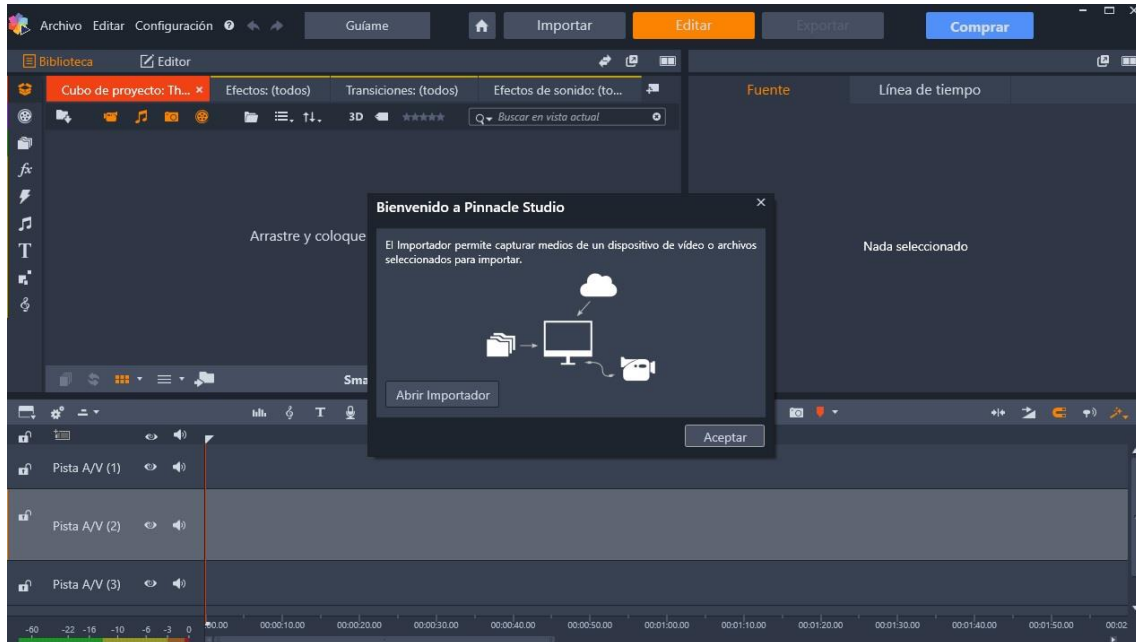 Archivo Editar Configuración Guíame Importar Editar Exportar Comprar
Biblioteca Editor
Cubo de proyecto: Th... × Efectos: (todos) Transiciones: (todos) Efectos de sonido: (to... Fuente Línea de tiempo
3D Buscar en vista actual
fx
Bienvenido a Pinnacle Studio
Arrastre y coloque
El Importador permite capturar medios de un dispositivo de vídeo o archivos
seleccionados para importar.
Nada seleccionado
T
Sma
Abrir Importador
T
Aceptar
Pista A/V (1)
Pista A/V (2)
Pista A/V (3)
-60 -22 -16 -10 -6 -3 0 00:00:10.00 00:00:20.00 00:00:30.00 00:00:40.00 00:00:50.00 00:01:00.00 00:01:10.00 00:01:20.00 00:01:30.00 00:01:40.00 00:01:50.00 00:02